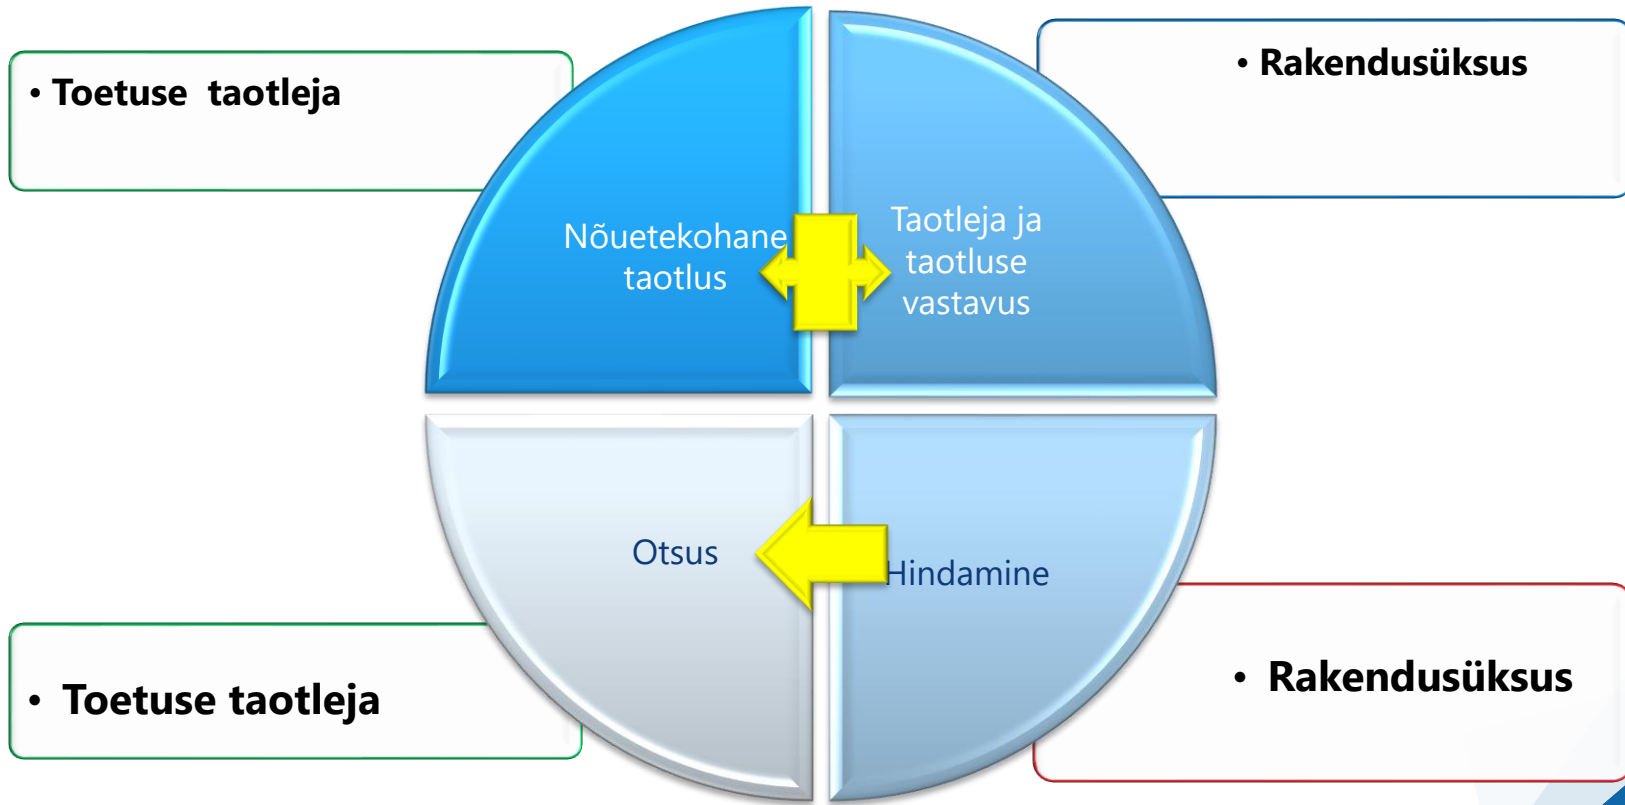 • Toetuse taotleja
• Rakendusüksus
Nõuetekohane
taotlus
Taotleja ja
taotluse
vastavus
Otsus
Hindamine
• Toetuse taotleja
• Rakendusüksus